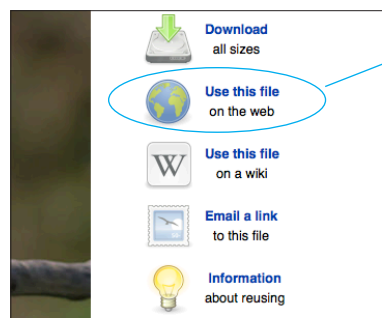 Download
all sizes
Use this file
on the web
W
Use this file
on a wiki
Email a link
to this file
Information
about reusing